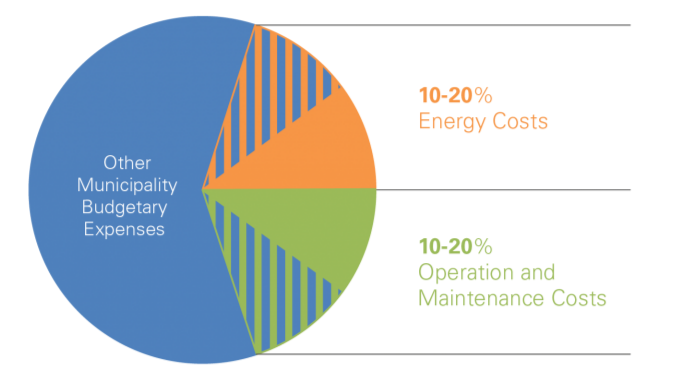 Other
Municipality
Budgetary
Expenses
10-20%
Energy Costs
10-20%
Operation and
Maintenance Costs